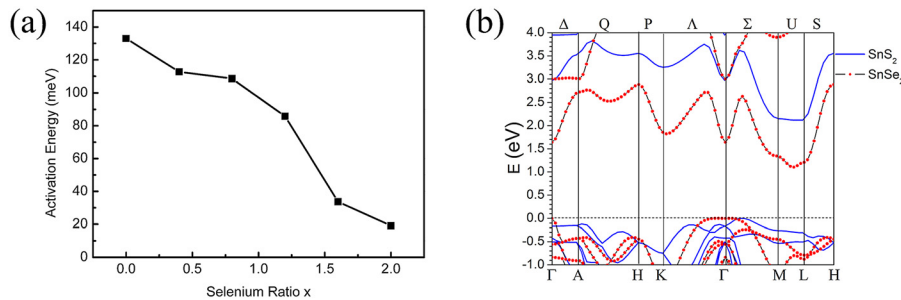 (a)
Activation Energy (meV)
140
120
100
80
60
40
20
0
0.0 0.5 1.0 1.5 2.0
Selenium Ratio x
(b)
Δ Q P Λ Σ U S
E (eV)
4.0
3.5
3.0
2.5
2.0
1.5
1.0
0.5
0.0
-0.5
-1.0
Γ A H K Γ M L H
SnS₂
SnSe₂